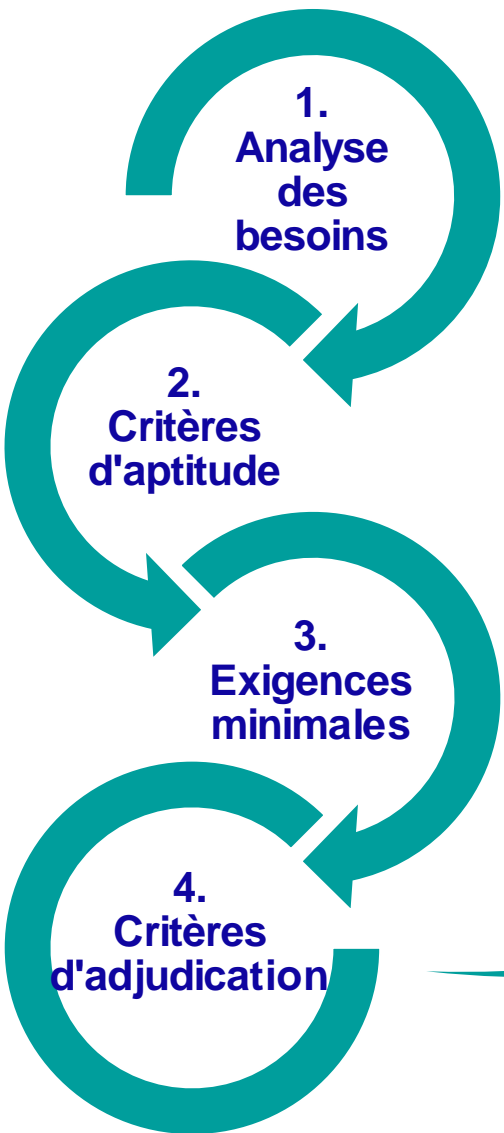 1.
Analyse
des
besoins
2.
Critères
d'aptitude
3.
Exigences
minimales
4.
Critères
d'adjudication